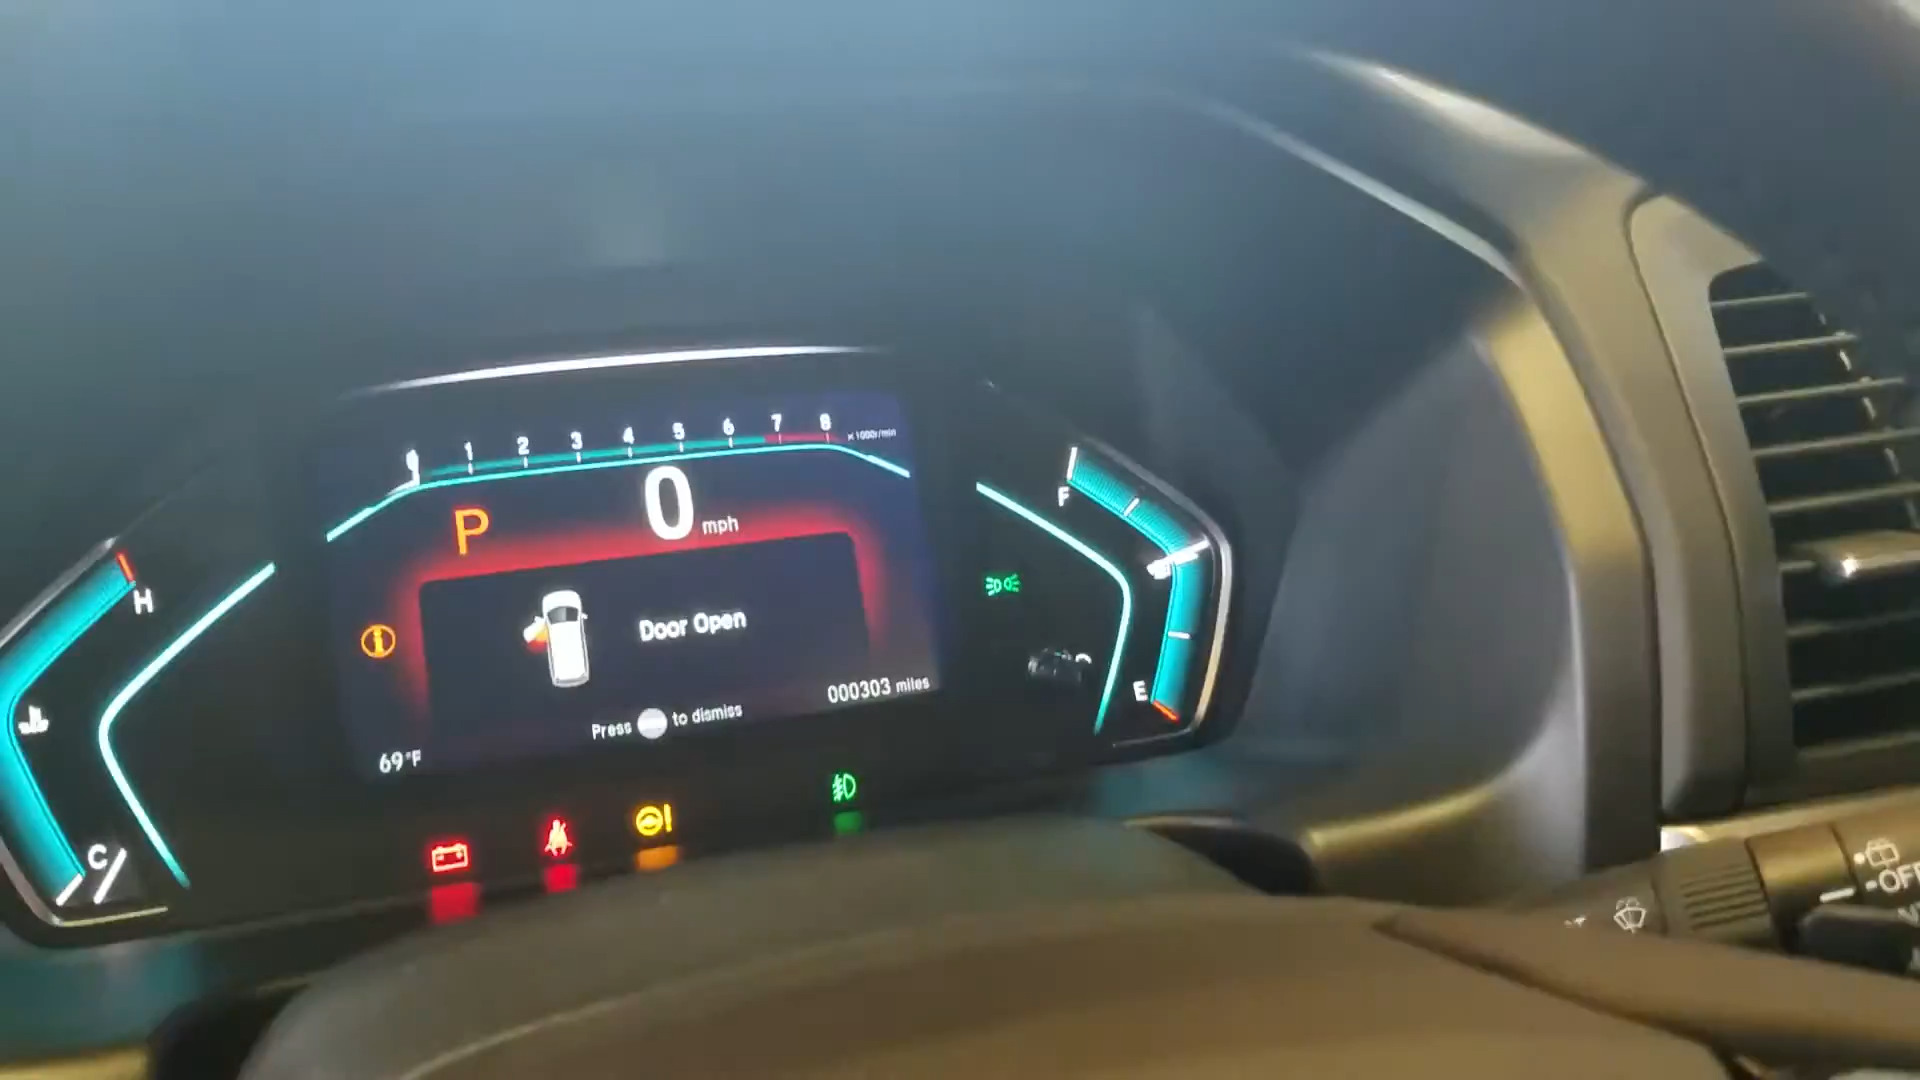 0 1 2 3 4 5 6 7 8 x1000r/min
P 0 mph
H
F
Door Open
000303 miles
E
Press to dismiss
69°F
C
OFF